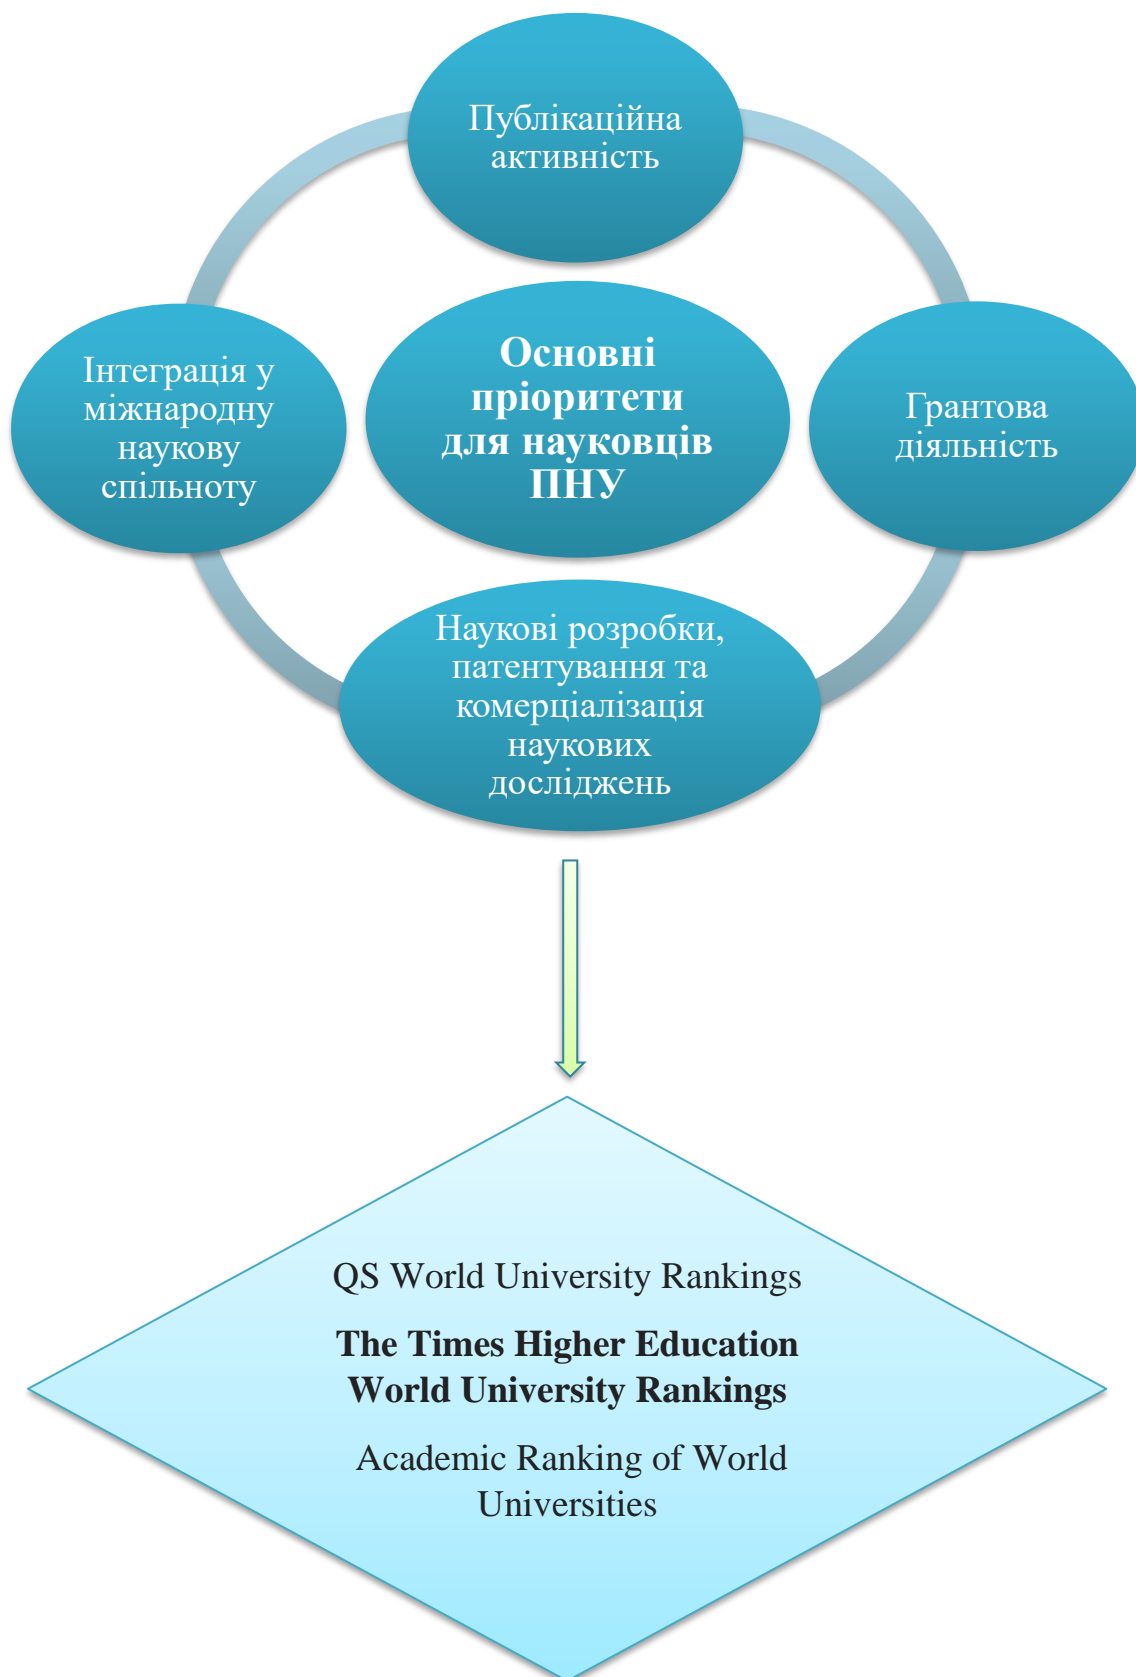 Публікаційна
активність
Інтеграція у
міжнародну
наукову
спільноту
Основні
пріоритети
для науковців
ПНУ
Грантова
діяльність
Наукові розробки,
патентування та
комерціалізація
наукових
досліджень
QS World University Rankings
The Times Higher Education
World University Rankings
Academic Ranking of World
Universities